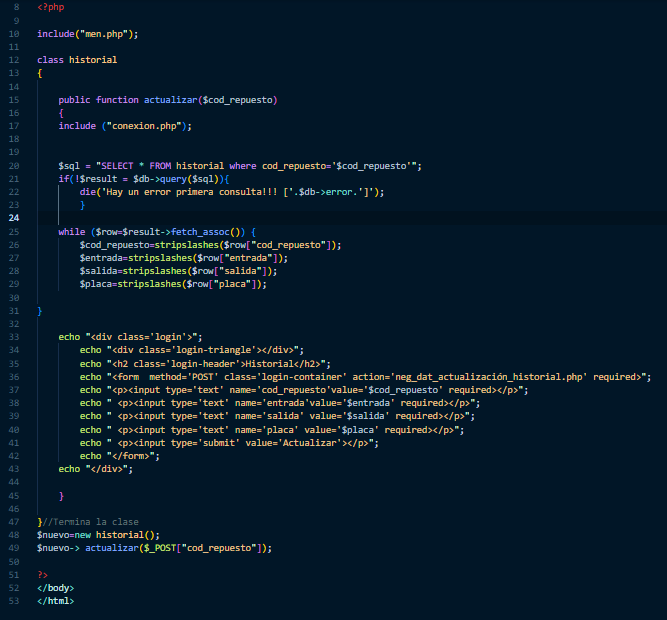 8 <?php
9
10 include("men.php");
11
12 class historial
13 {
14
15 public function actualizar($cod_repuesto)
16 {
17 include ("conexion.php");
18
19
20 $sql = "SELECT * FROM historial where cod_repuesto='$cod_repuesto'";
21 if(!$result = $db->query($sql)){
22 die('Hay un error primera consulta!!! ['.$db->error.']');
23 }
24
25 while ($row=$result->fetch_assoc()) {
26 $cod_repuesto=stripslashes($row["cod_repuesto"]);
27 $entrada=stripslashes($row["entrada"]);
28 $salida=stripslashes($row["salida"]);
29 $placa=stripslashes($row["placa"]);
30
31 }
32
33 echo "<div class='login'>";
34 echo "<div class='login-triangle'></div>";
35 echo "<h2 class='login-header'>Historial</h2>";
36 echo "<form  method='POST' class='login-container' action='neg_dat_actualización_historial.php' required>";
37 echo "<p><input type='text' name='cod_repuesto'value='$cod_repuesto' required></p>";
38 echo " <p><input type='text' name='entrada'value='$entrada' required></p>";
39 echo " <p><input type='text' name='salida' value='$salida' required></p>";
40 echo " <p><input type='text' name='placa' value='$placa' required></p>";
41 echo " <p><input type='submit' value='Actualizar'></p>";
42 echo "</form>";
43 echo "</div>";
44
45 }
46
47 }//Termina la clase
48 $nuevo=new historial();
49 $nuevo-> actualizar($_POST["cod_repuesto"]);
50
51 ?>
52 </body>
53 </html>